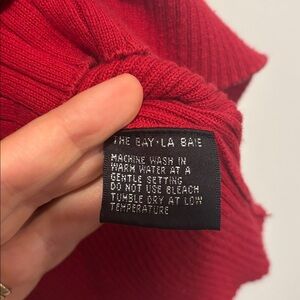 THE BAY • LA BAIE
MACHINE WASH IN
WARM WATER AT A
GENTLE SETTING
DO NOT USE BLEACH
TUMBLE DRY AT LOW
TEMPERATURE